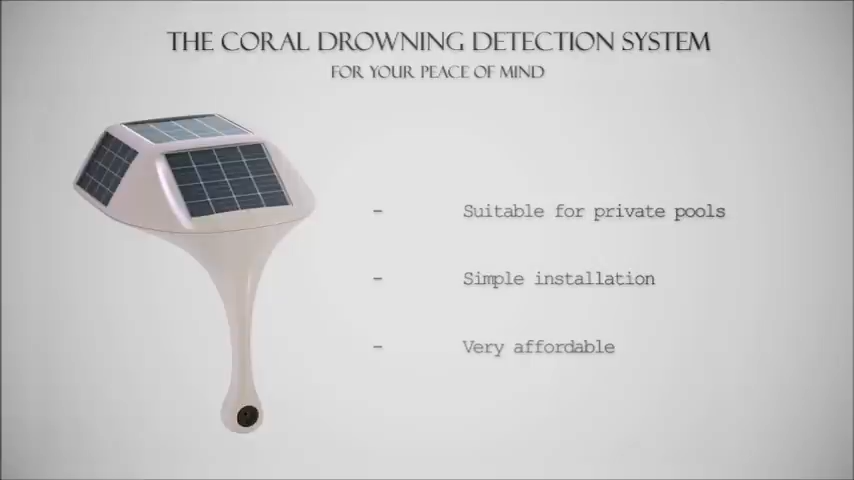 THE CORAL DROWNING DETECTION SYSTEM
FOR YOUR PEACE OF MIND
- Suitable for private pools
- Simple installation
- Very affordable